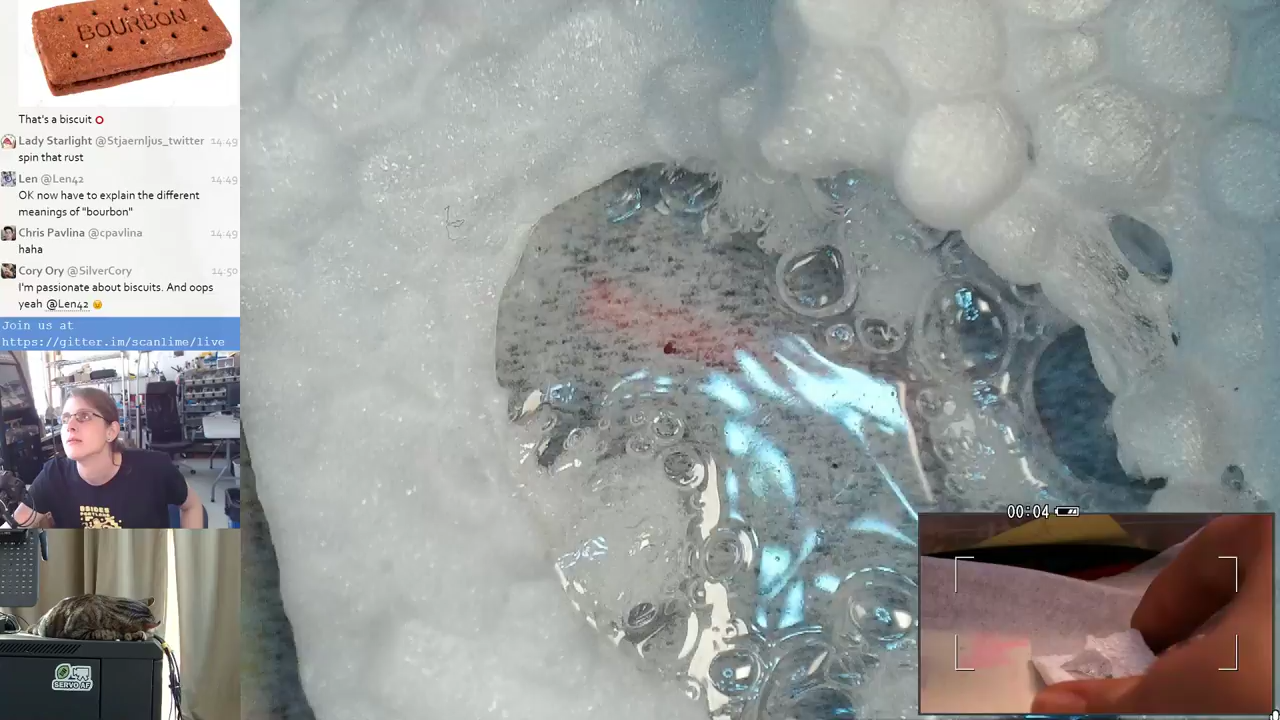 BOURBON
That's a biscuit
Lady Starlight @Stjaernljus_twitter 14:49
spin that rust
Len @Len42 14:49
OK now have to explain the different
meanings of "bourbon"
Chris Pavlina @cpavlina 14:49
haha
Cory Ory @SilverCory 14:50
I'm passionate about biscuits. And oops
yeah @Len42
Join us at
https://gitter.im/scanlime/live
BSIDES
PORTLAND
SERVO AF
00:04